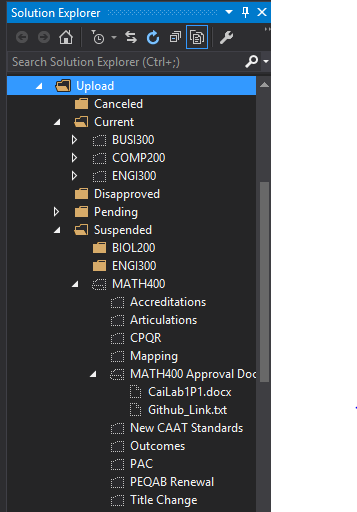 Solution Explorer
Search Solution Explorer (Ctrl+;)
Upload
Canceled
Current
BUSI300
COMP200
ENGI300
Disapproved
Pending
Suspended
BIOL200
ENGI300
MATH400
Accreditations
Articulations
CPQR
Mapping
MATH400 Approval Doc
CaiLab1P1.docx
Github_Link.txt
New CAAT Standards
Outcomes
PAC
PEQAB Renewal
Title Change